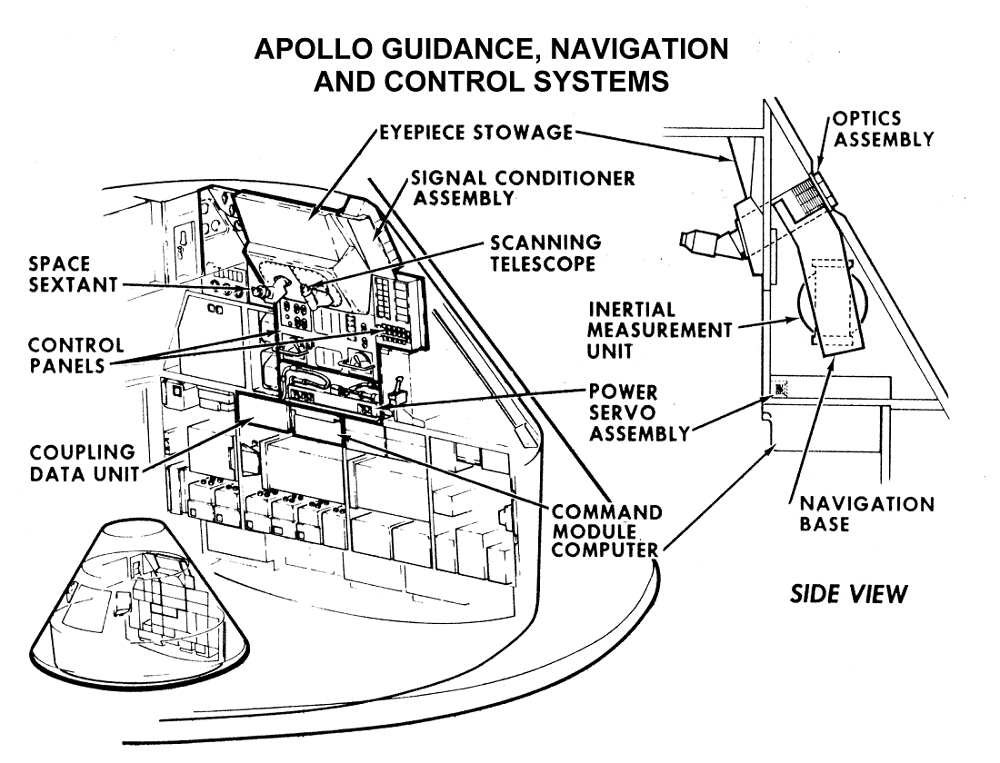 APOLLO GUIDANCE, NAVIGATION
AND CONTROL SYSTEMS
EYEPIECE STOWAGE
OPTICS
ASSEMBLY
SIGNAL CONDITIONER
ASSEMBLY
SCANNING
TELESCOPE
SPACE
SEXTANT
INERTIAL
MEASUREMENT
UNIT
CONTROL
PANELS
POWER
SERVO
ASSEMBLY
COUPLING
DATA UNIT
COMMAND
MODULE
COMPUTER
NAVIGATION
BASE
SIDE VIEW